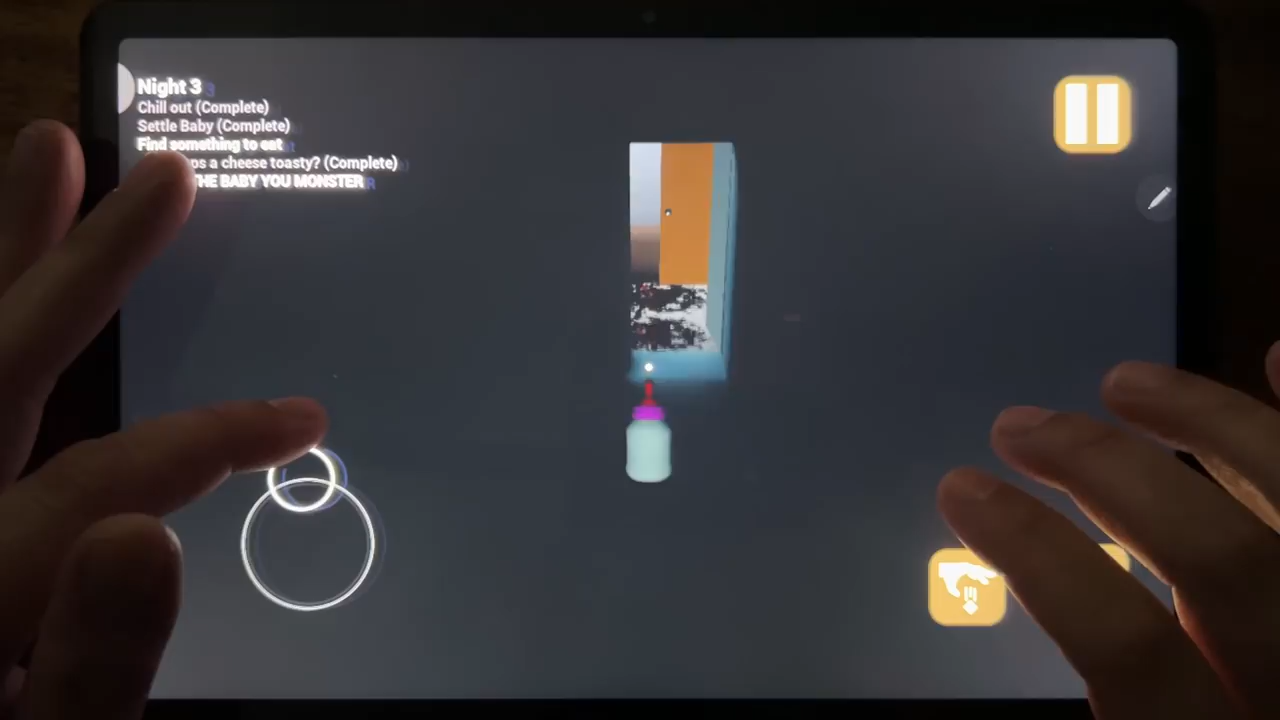 Night 3
Chill out (Complete)
Settle Baby (Complete)
Find something to eat
a cheese toasty? (Complete)
THE BABY YOU MONSTER